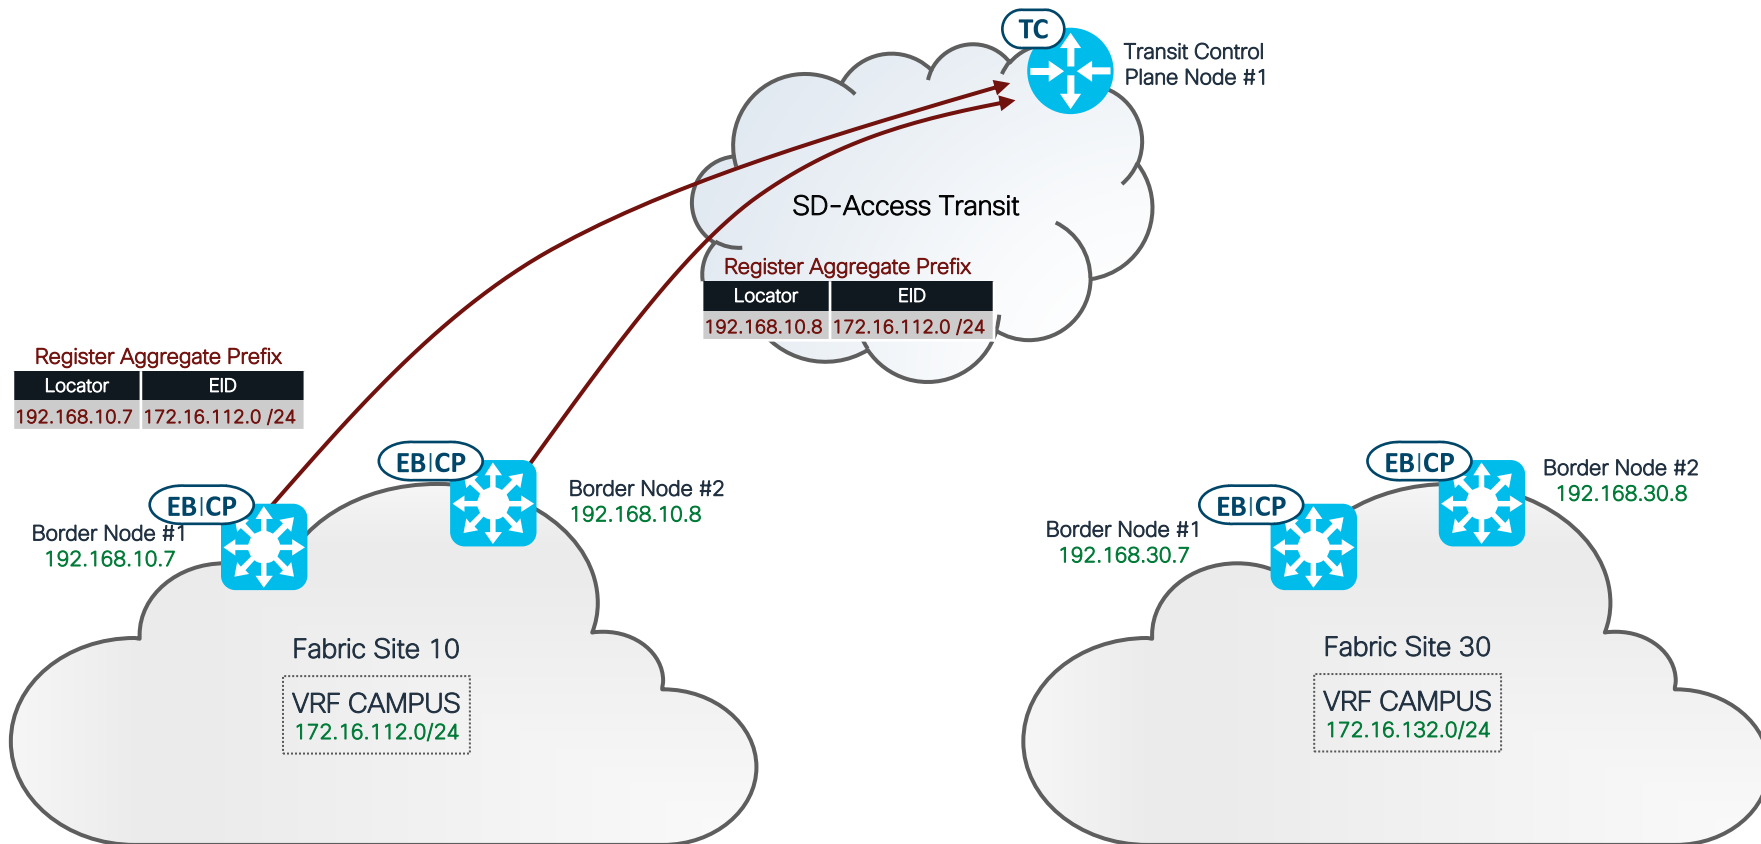 TC
Transit Control
Plane Node #1
SD-Access Transit
Register Aggregate Prefix
Locator EID
192.168.10.8 172.16.112.0 /24
Register Aggregate Prefix
Locator EID
192.168.10.7 172.16.112.0 /24
EB|CP
Border Node #1
192.168.10.7
EB|CP
Border Node #2
192.168.10.8
Fabric Site 10
VRF CAMPUS
172.16.112.0/24
EB|CP
Border Node #1
192.168.30.7
EB|CP
Border Node #2
192.168.30.8
Fabric Site 30
VRF CAMPUS
172.16.132.0/24